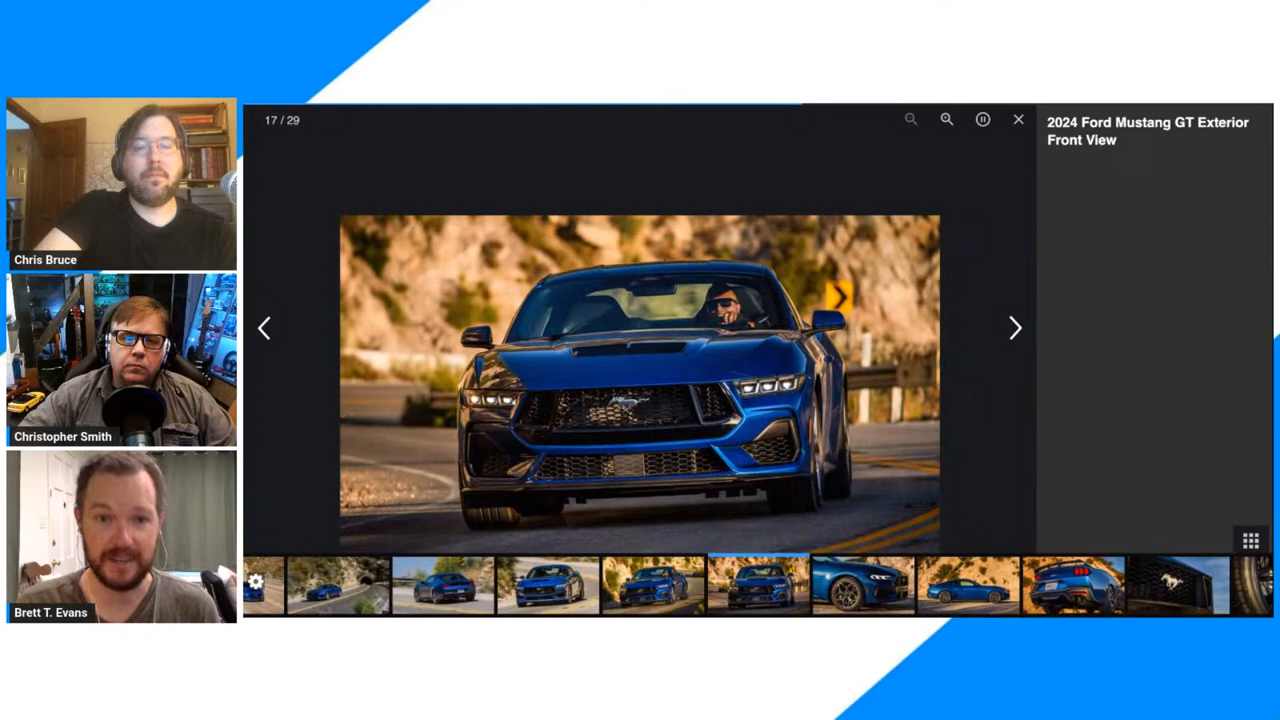 Chris Bruce
Christopher Smith
Brett T. Evans
17 / 29
2024 Ford Mustang GT Exterior
Front View